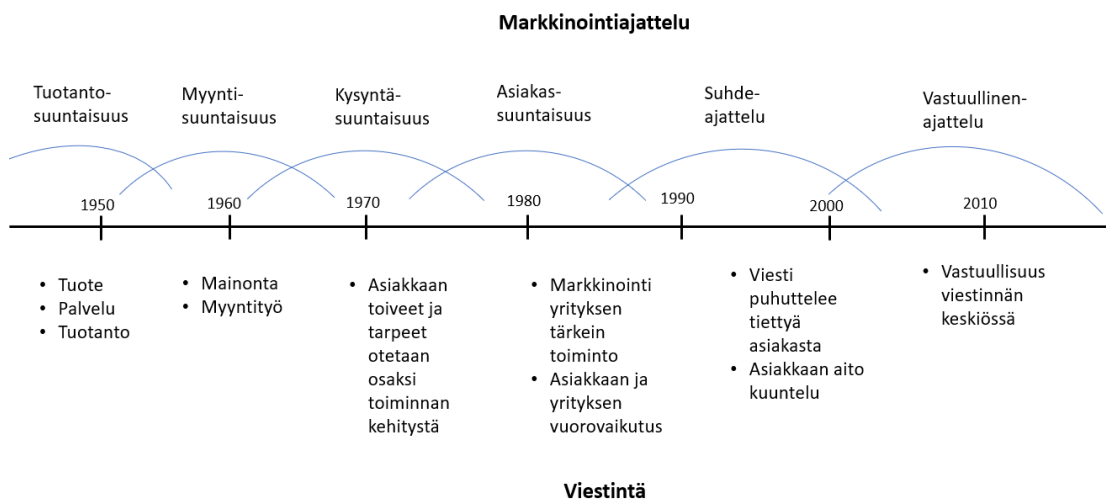 Markkinointiajattelu
Tuotanto-
suuntaisuus
Myynti-
suuntaisuus
Kysyntä-
suuntaisuus
Asiakas-
suuntaisuus
Suhde-
ajattelu
Vastuullinen-
ajattelu
1950
1960
1970
1980
1990
2000
2010
• Tuote
• Palvelu
• Tuotanto
• Mainonta
• Myyntityö
• Asiakkaan
toiveet ja
tarpeet
otetaan
osaksi
toiminnan
kehitystä
• Markkinointi
yrityksen
tärkein
toiminto
• Asiakkaan ja
yrityksen
vuorovaikutus
• Viesti
puhuttelee
tiettyä
asiakasta
• Asiakkaan aito
kuuntelu
• Vastuullisuus
viestinnän
keskiössä
Viestintä